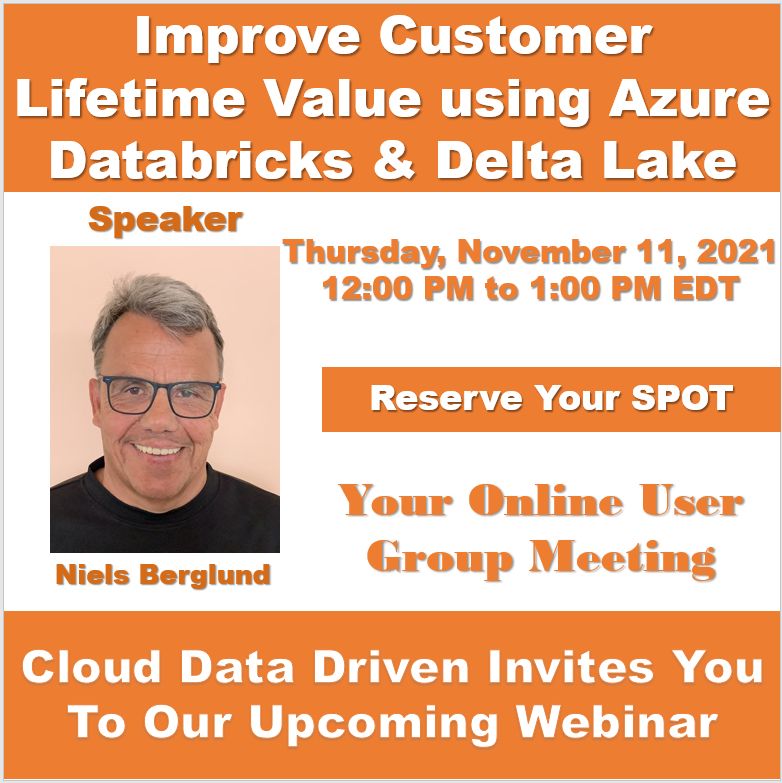 Improve Customer
Lifetime Value using Azure
Databricks & Delta Lake
Speaker
Thursday, November 11, 2021
12:00 PM to 1:00 PM EDT
Reserve Your SPOT
Your Online User
Group Meeting
Niels Berglund
Cloud Data Driven Invites You
To Our Upcoming Webinar